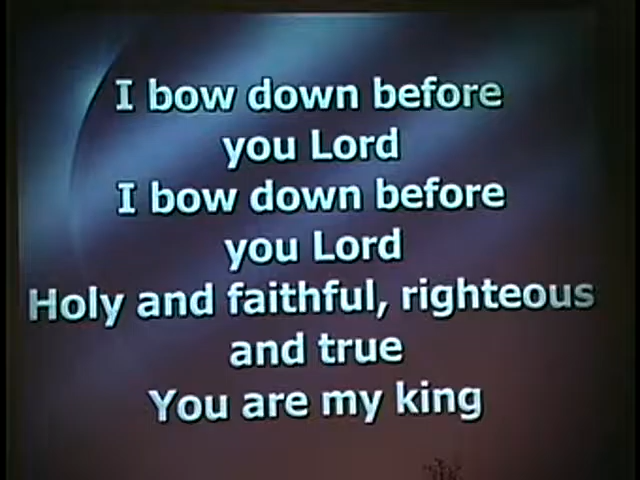 I bow down before
you Lord
I bow down before
you Lord
Holy and faithful, righteous
and true
You are my king